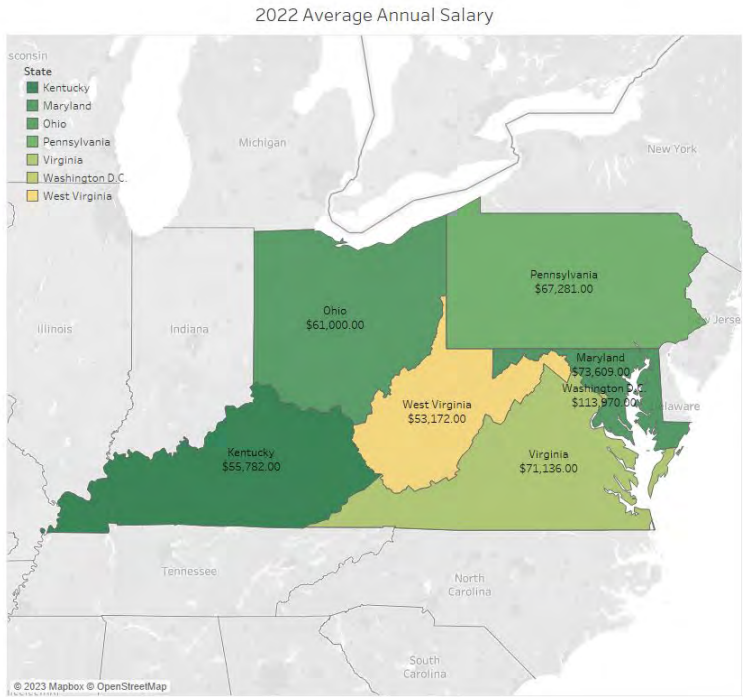 2022 Average Annual Salary
sconsin
State
Kentucky
Maryland
Ohio
Pennsylvania
Virginia
Washington D.C.
West Virginia
Michigan
New York
Pennsylvania
$67,281.00
Ohio
$61,000.00
Illinois
Indiana
w Jerse
Maryland
$73,609.00
Washington D.C.
$113,970.00
elaware
West Virginia
$53,172.00
Kentucky
$55,782.00
Virginia
$71,136.00
Tennessee
North
Carolina
South
Carolina
© 2023 Mapbox © OpenStreetMap